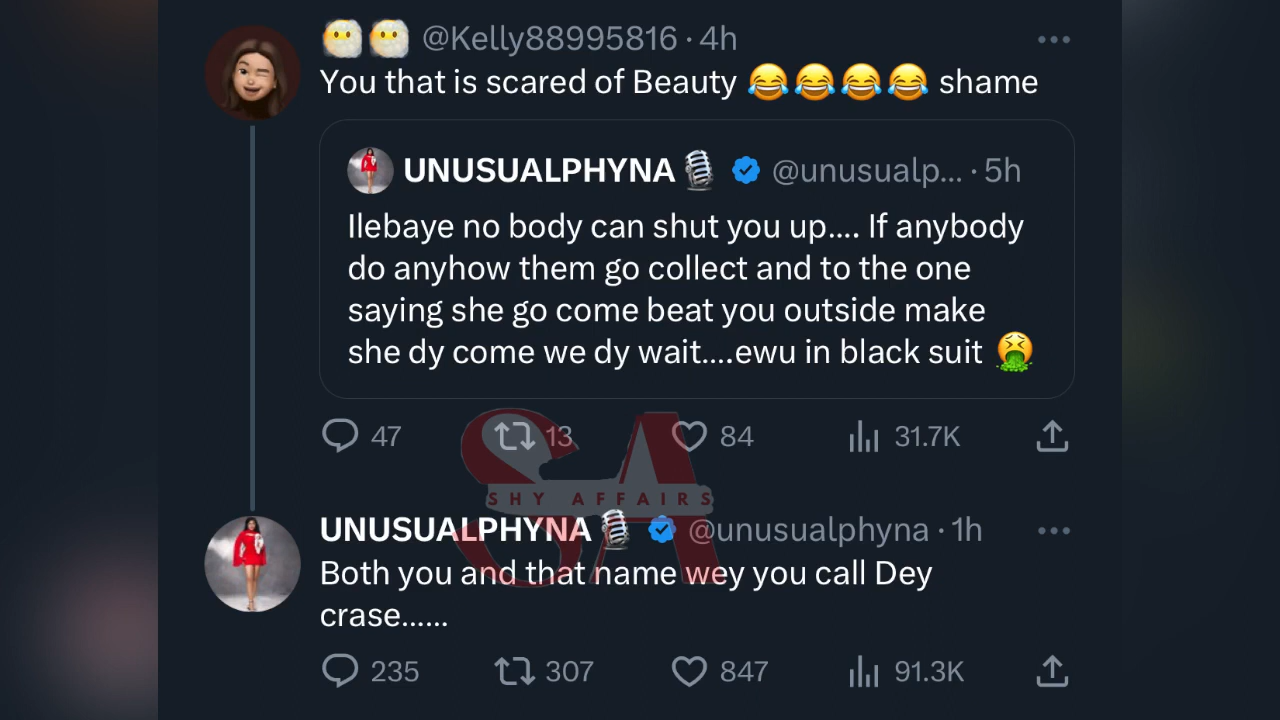 😶 😶 @Kelly88995816 · 4h
You that is scared of Beauty 😂😂😂😂 shame
UNUSUALPHYNA🎙️ @unusualp... · 5h
Ilebaye no body can shut you up.... If anybody
do anyhow them go collect and to the one
saying she go come beat you outside make
she dy come we dy wait....ewu in black suit 🤮
47 13 84 31.7K
SA
SHY AFFAIRS
UNUSUALPHYNA🎙️ @unusualphyna · 1h
Both you and that name wey you call Dey
crase......
235 307 847 91.3K